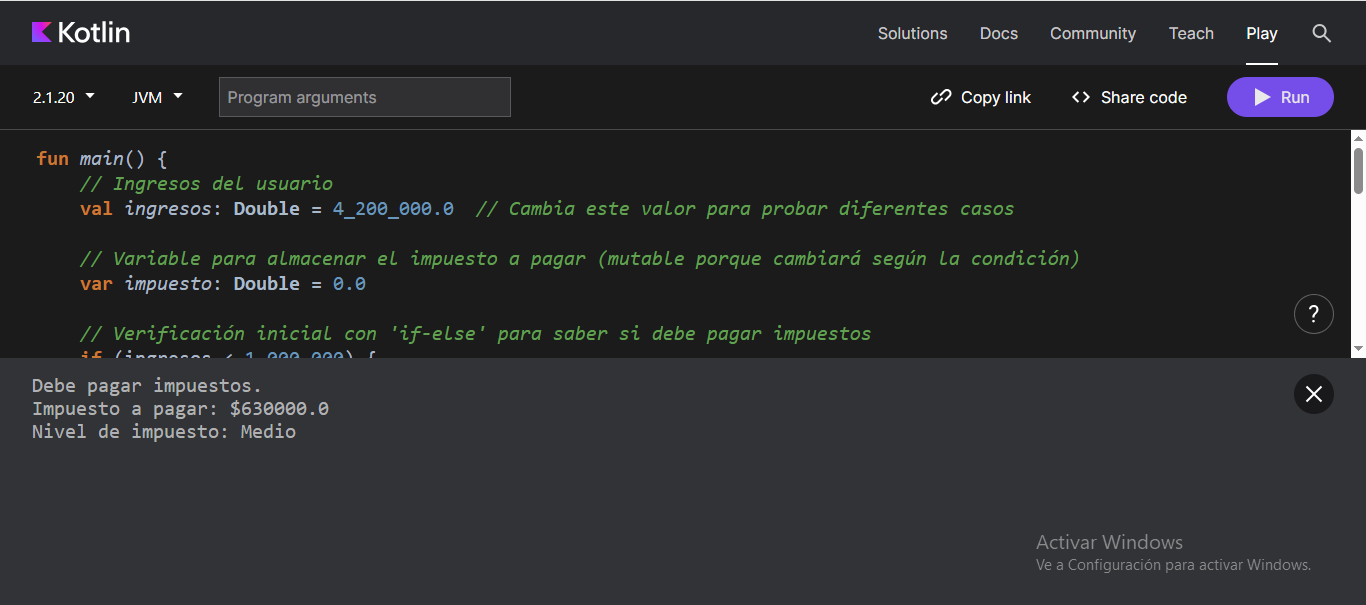 Kotlin
Solutions Docs Community Teach Play
2.1.20 JVM Program arguments Copy link <> Share code Run
fun main() {
// Ingresos del usuario
val ingresos: Double = 4_200_000.0 // Cambia este valor para probar diferentes casos
// Variable para almacenar el impuesto a pagar (mutable porque cambiará según la condición)
var impuesto: Double = 0.0
// Verificación inicial con 'if-else' para saber si debe pagar impuestos
if (ingresos < 1_000_000) {
?
Debe pagar impuestos.
Impuesto a pagar: $630000.0
Nivel de impuesto: Medio
Activar Windows
Ve a Configuración para activar Windows.